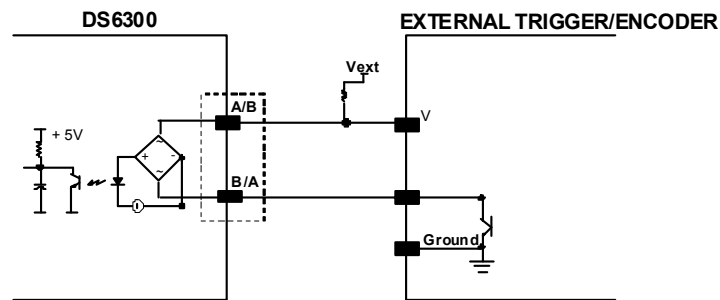 DS6300
EXTERNAL TRIGGER/ENCODER
Vext
A/B
V
+ 5V
+ -
~
~
B/A
Ground